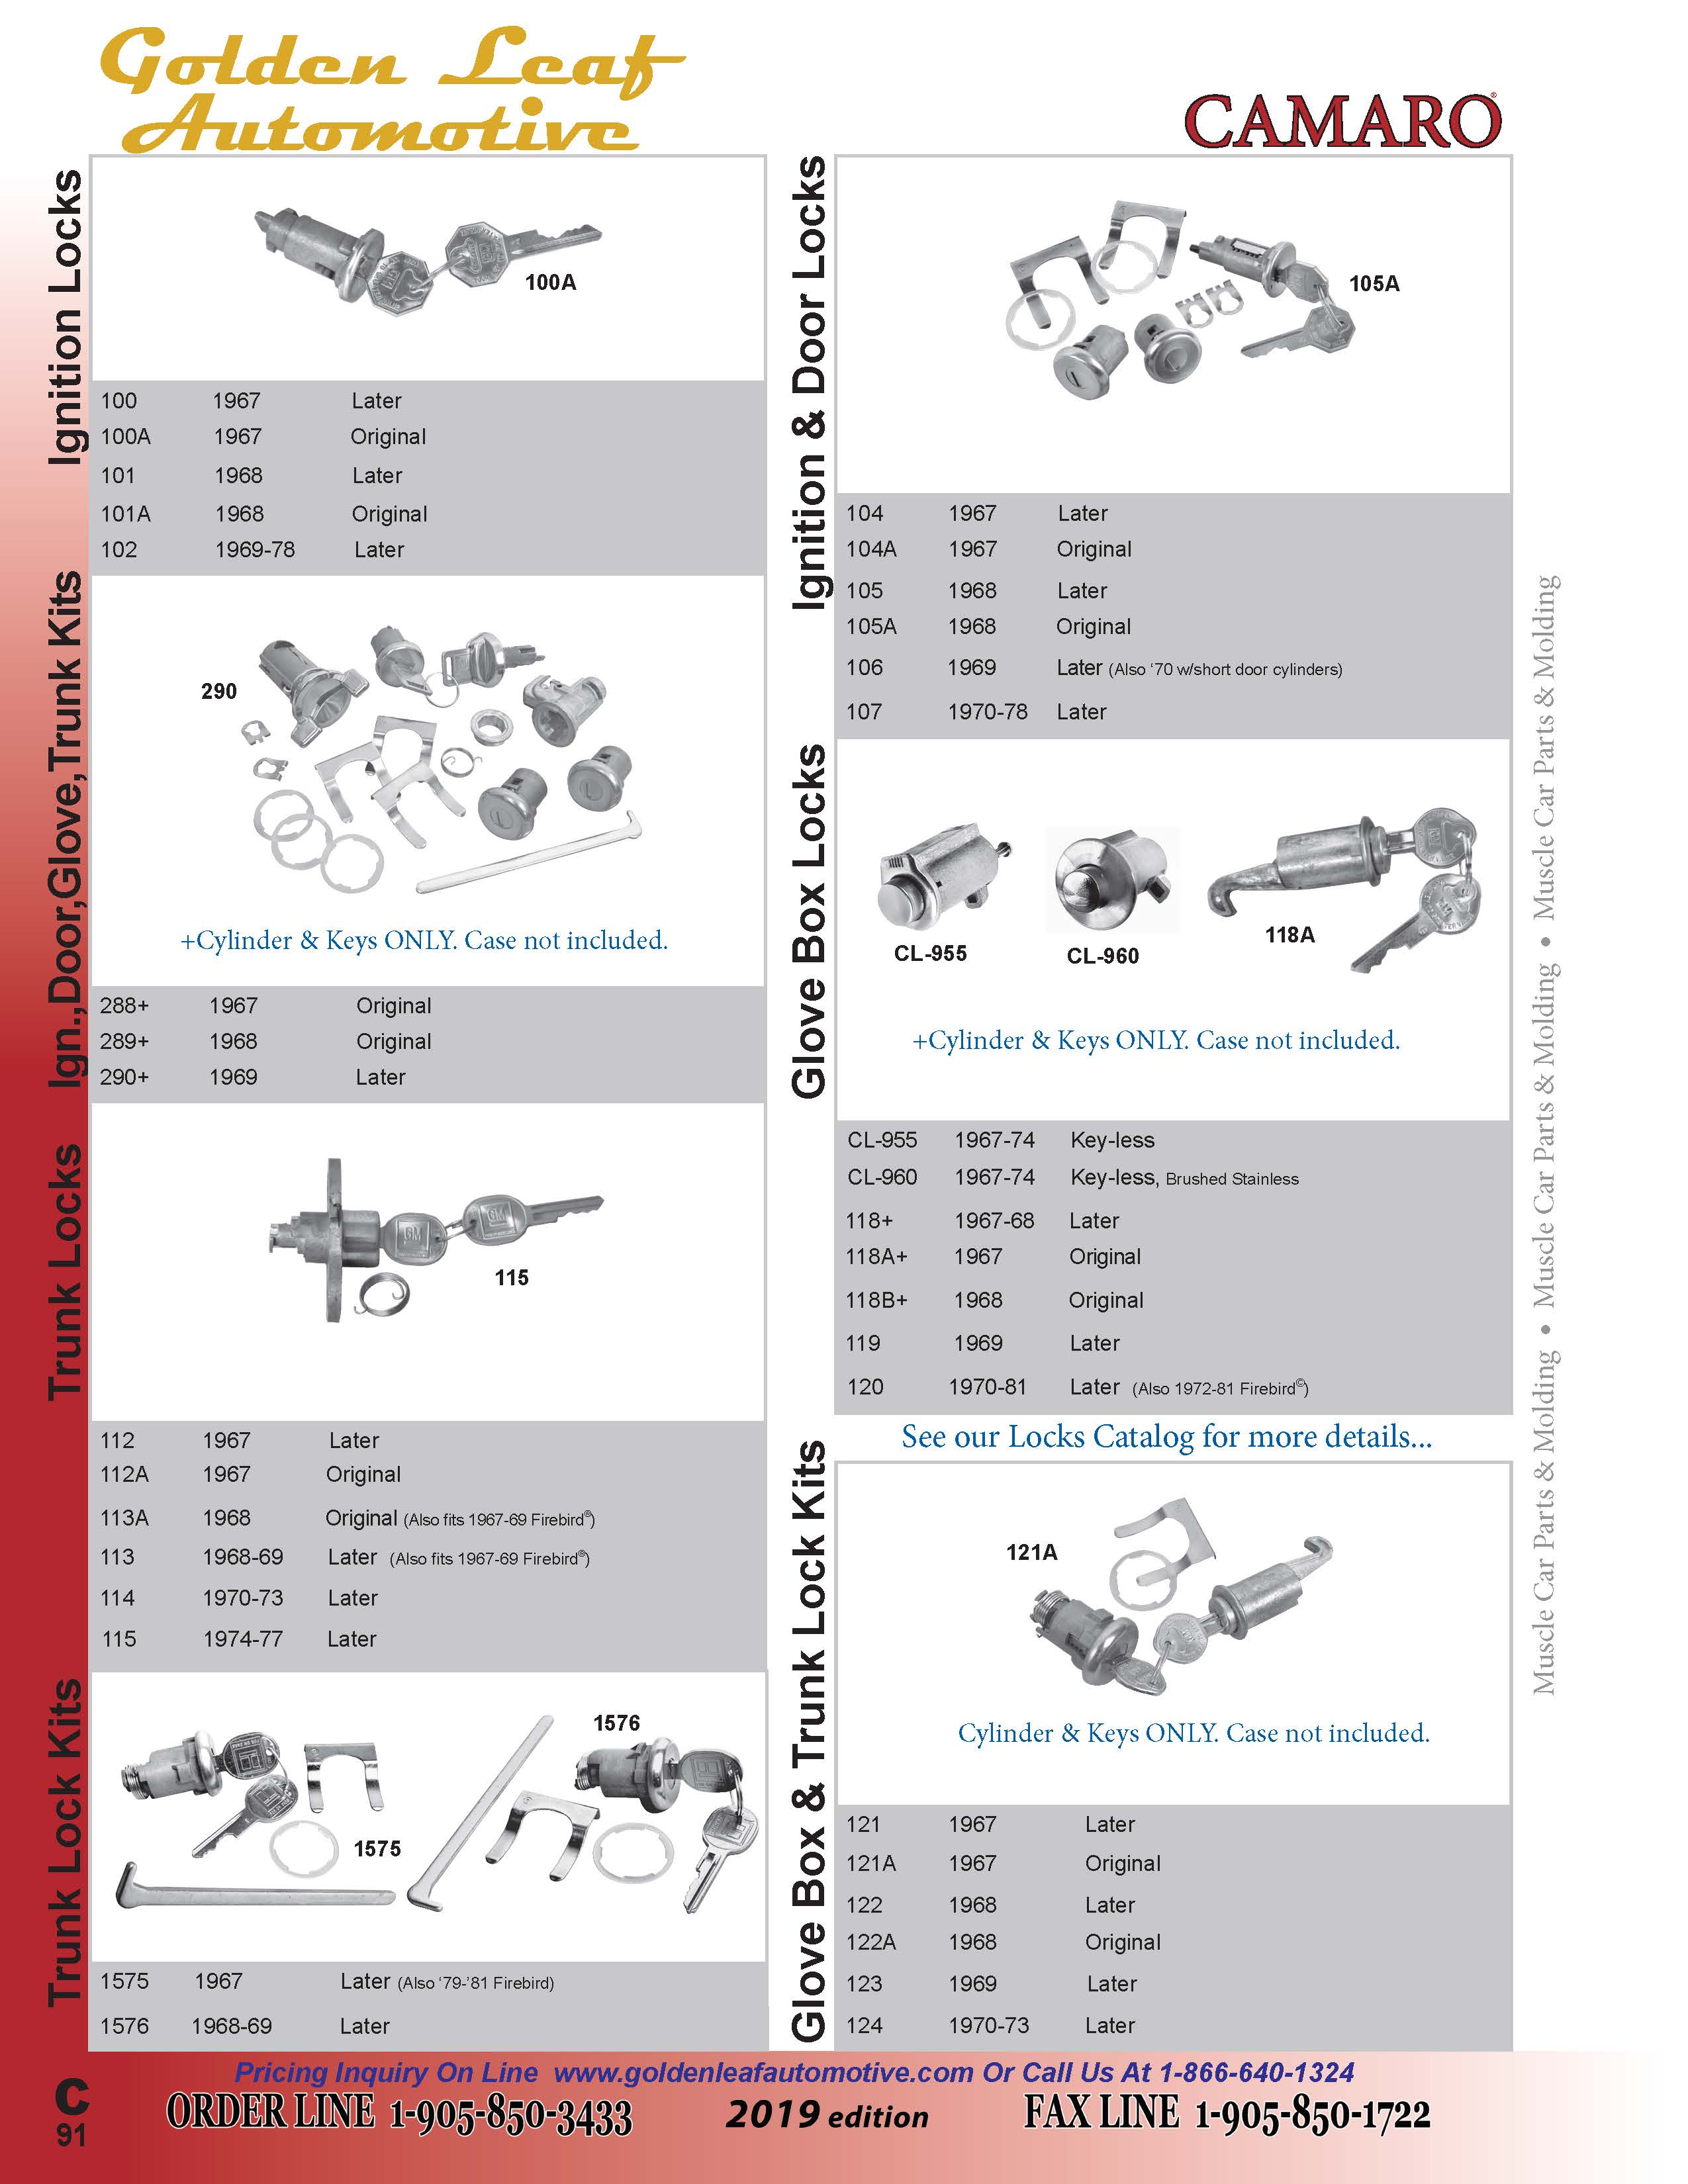 Golden Leaf
Automotive
CAMARO®
Ignition Locks
100A
100 1967 Later
100A 1967 Original
101 1968 Later
101A 1968 Original
102 1969-78 Later
Ign.,Door,Glove,Trunk Kits
290
+Cylinder & Keys ONLY. Case not included.
288+ 1967 Original
289+ 1968 Original
290+ 1969 Later
Trunk Locks
115
112 1967 Later
112A 1967 Original
113A 1968 Original (Also fits 1967-69 Firebird©)
113 1968-69 Later (Also fits 1967-69 Firebird©)
114 1970-73 Later
115 1974-77 Later
Trunk Lock Kits
1576
1575
1575 1967 Later (Also ‘79-’81 Firebird)
1576 1968-69 Later
Ignition & Door Locks
105A
104 1967 Later
104A 1967 Original
105 1968 Later
105A 1968 Original
106 1969 Later (Also ‘70 w/short door cylinders)
107 1970-78 Later
Glove Box Locks
CL-955
CL-960
118A
+Cylinder & Keys ONLY. Case not included.
CL-955 1967-74 Key-less
CL-960 1967-74 Key-less, Brushed Stainless
118+ 1967-68 Later
118A+ 1967 Original
118B+ 1968 Original
119 1969 Later
120 1970-81 Later (Also 1972-81 Firebird©)
See our Locks Catalog for more details...
Glove Box & Trunk Lock Kits
121A
Cylinder & Keys ONLY. Case not included.
121 1967 Later
121A 1967 Original
122 1968 Later
122A 1968 Original
123 1969 Later
124 1970-73 Later
Muscle Car Parts & Molding • Muscle Car Parts & Molding • Muscle Car Parts & Molding
Pricing Inquiry On Line www.goldenleafautomotive.com Or Call Us At 1-866-640-1324
C
91
ORDER LINE 1-905-850-3433
2019 edition
FAX LINE 1-905-850-1722